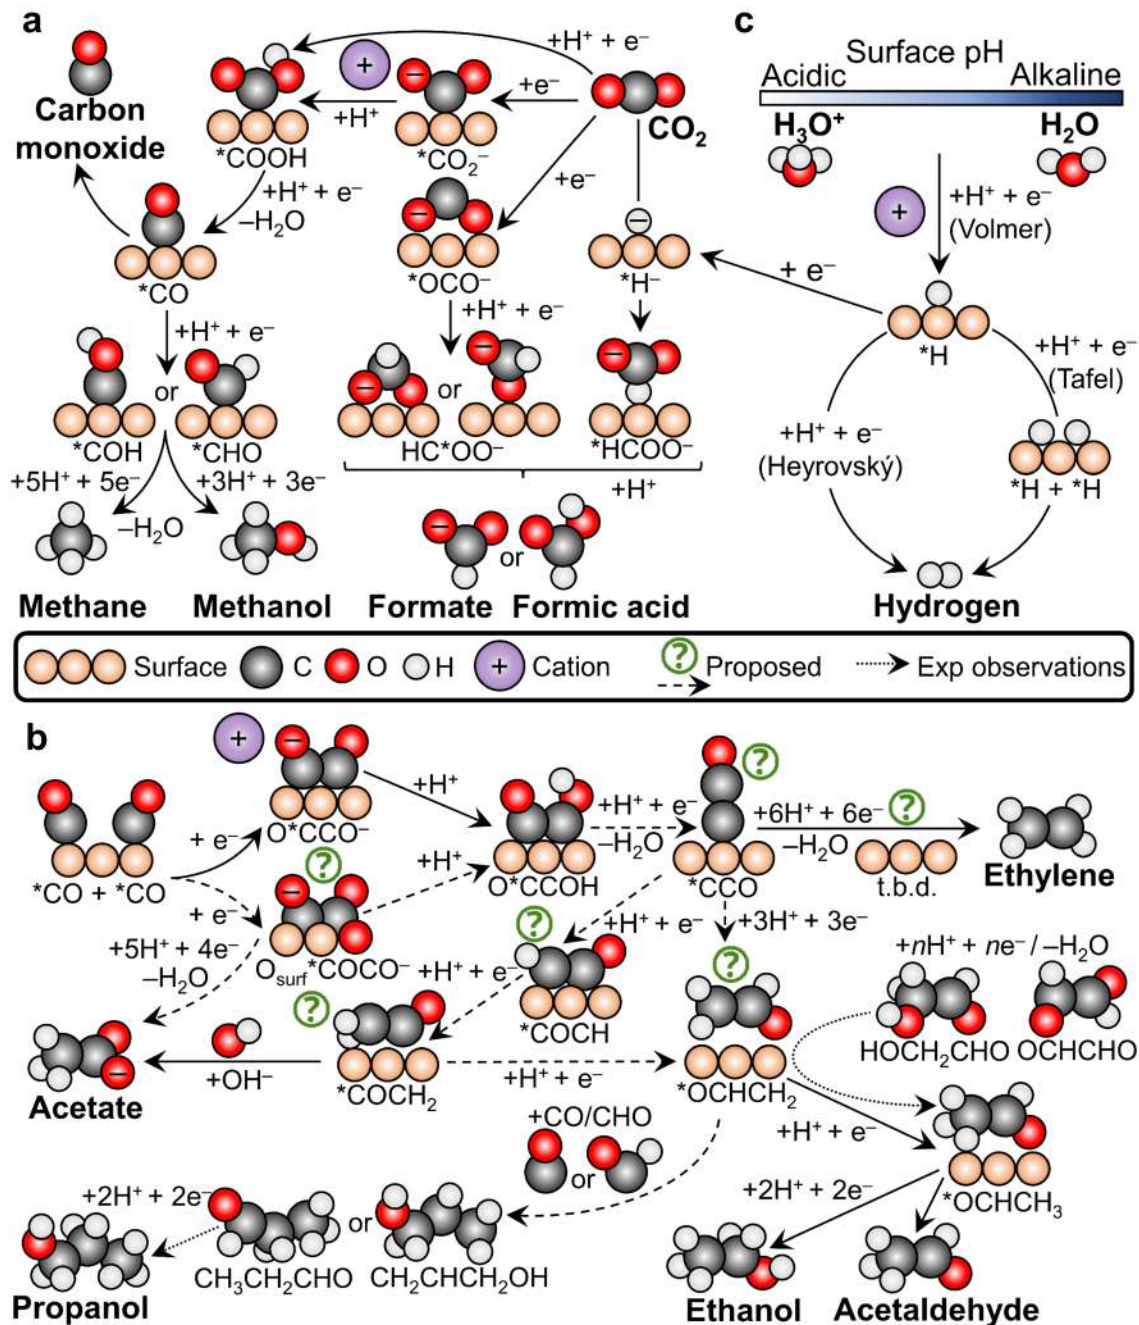 a
Carbon
monoxide
+H⁺ + e⁻
+
+e⁻
+H⁺
CO₂
*COOH
*CO₂⁻
+H⁺ + e⁻
–H₂O
+e⁻
*CO
*OCO⁻
*H⁻
+H⁺ + e⁻
+H⁺ + e⁻
or
or
*COH
*CHO
HC*OO⁻
*HCOO⁻
+5H⁺ + 5e⁻
+3H⁺ + 3e⁻
–H₂O
+H⁺
or
Methane
Methanol
Formate
Formic acid
c
Surface pH
Acidic
Alkaline
H₃O⁺
H₂O
+
+H⁺ + e⁻
(Volmer)
+ e⁻
*H
+H⁺ + e⁻
(Tafel)
+H⁺ + e⁻
(Heyrovský)
*H + *H
Hydrogen
Surface
C
O
H
+
Cation
?
Proposed
Exp observations
b
+
+H⁺
+ e⁻
O*CCO⁻
*CO + *CO
?
+H⁺
+ e⁻
+5H⁺ + 4e⁻
–H₂O
Osurf *COCO⁻
O*CCOH
+H⁺ + e⁻
–H₂O
?
*CCO
+6H⁺ + 6e⁻
?
–H₂O
t.b.d.
Ethylene
+H⁺ + e⁻
+3H⁺ + 3e⁻
+H⁺ + e⁻
?
?
?
*COCH
+nH⁺ + ne⁻ / –H₂O
HOCH₂CHO
OCHCHO
Acetate
+OH⁻
*COCH₂
+H⁺ + e⁻
*OCHCH₂
+H⁺ + e⁻
+CO/CHO
or
*OCHCH₃
+2H⁺ + 2e⁻
+2H⁺ + 2e⁻
or
CH₃CH₂CHO
CH₂CHCH₂OH
Propanol
Ethanol
Acetaldehyde